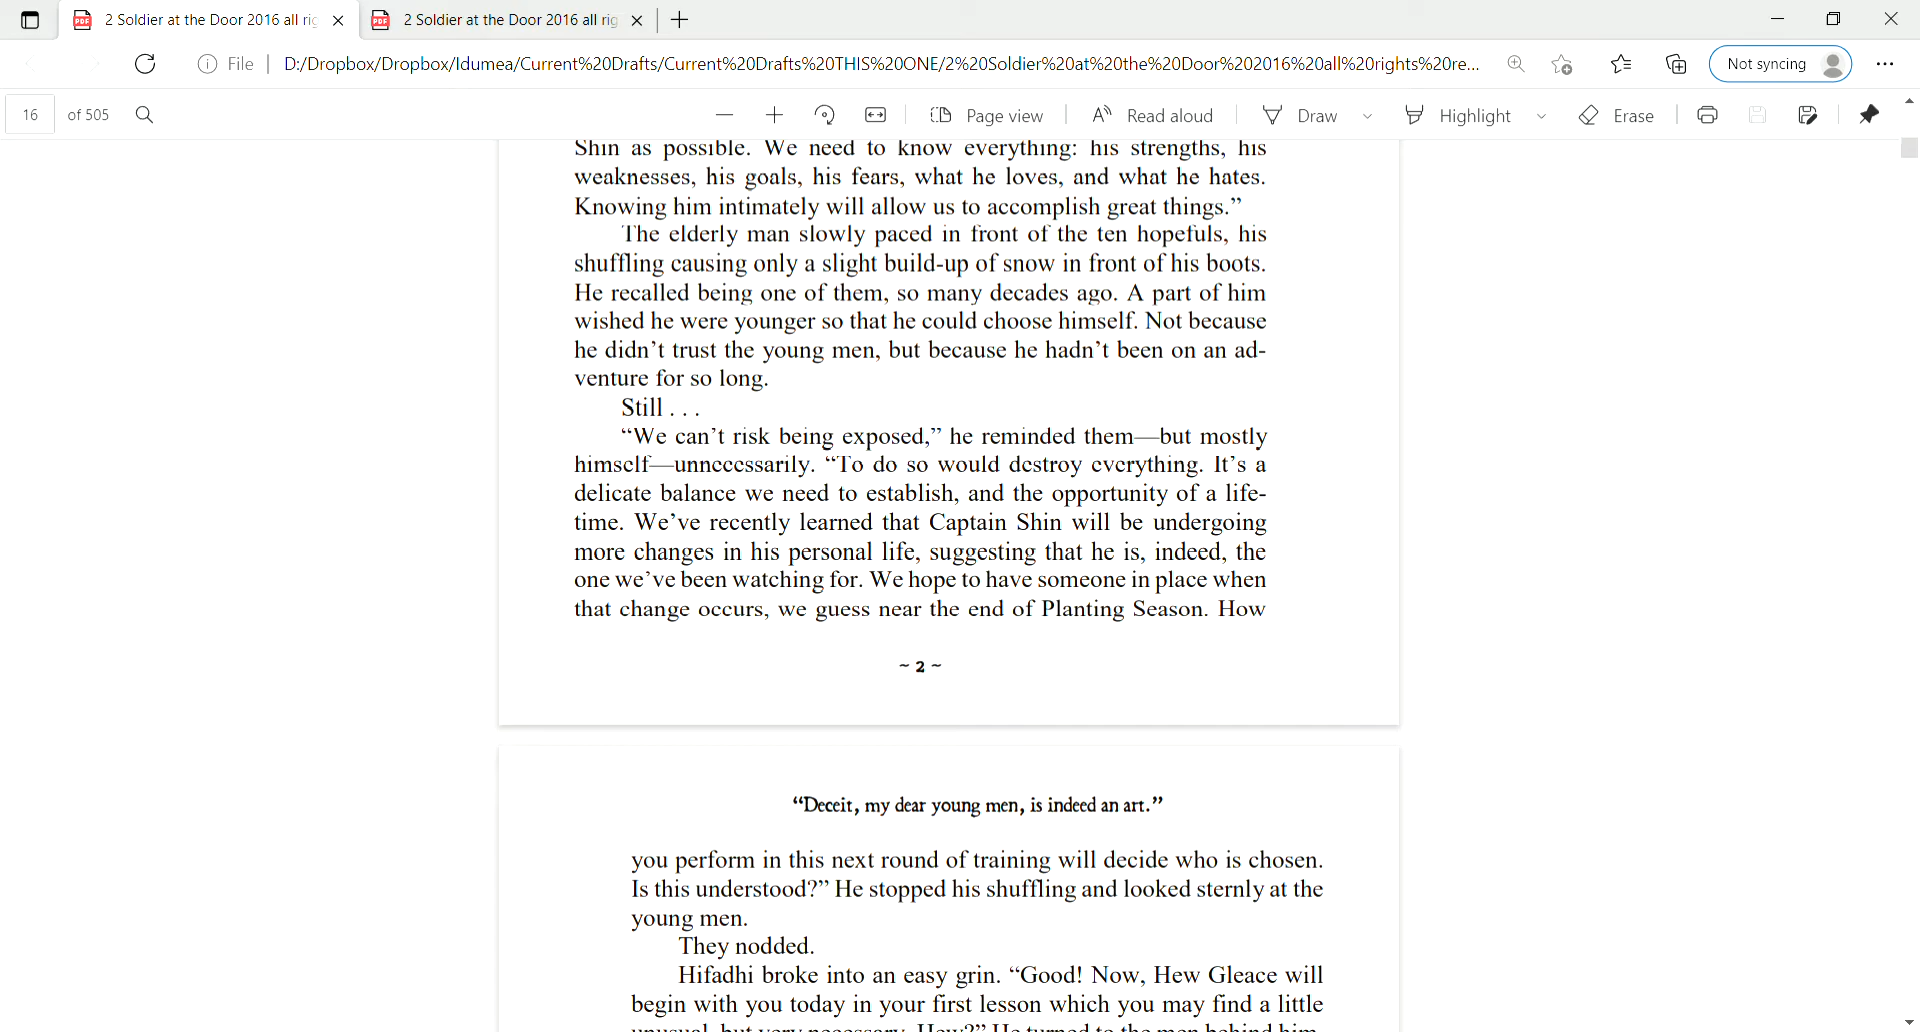 2 Soldier at the Door 2016 all rig
2 Soldier at the Door 2016 all rig
File
D:/Dropbox/Dropbox/Idumea/Current%20Drafts/Current%20Drafts%20THIS%20ONE/2%20Soldier%20at%20the%20Door%202016%20all%20rights%20re...
Not syncing
16 of 505
Page view
Read aloud
Draw
Highlight
Erase
Shin as possible. We need to know everything: his strengths, his
weaknesses, his goals, his fears, what he loves, and what he hates.
Knowing him intimately will allow us to accomplish great things.”
The elderly man slowly paced in front of the ten hopefuls, his
shuffling causing only a slight build-up of snow in front of his boots.
He recalled being one of them, so many decades ago. A part of him
wished he were younger so that he could choose himself. Not because
he didn’t trust the young men, but because he hadn’t been on an ad-
venture for so long.
Still . . .
“We can’t risk being exposed,” he reminded them—but mostly
himself—unnecessarily. “To do so would destroy everything. It’s a
delicate balance we need to establish, and the opportunity of a life-
time. We’ve recently learned that Captain Shin will be undergoing
more changes in his personal life, suggesting that he is, indeed, the
one we’ve been watching for. We hope to have someone in place when
that change occurs, we guess near the end of Planting Season. How
~ 2 ~
“Deceit, my dear young men, is indeed an art.”
you perform in this next round of training will decide who is chosen.
Is this understood?” He stopped his shuffling and looked sternly at the
young men.
They nodded.
Hifadhi broke into an easy grin. “Good! Now, Hew Gleace will
begin with you today in your first lesson which you may find a little
unusual, but very necessary. Hew?” He turned to the men behind him.